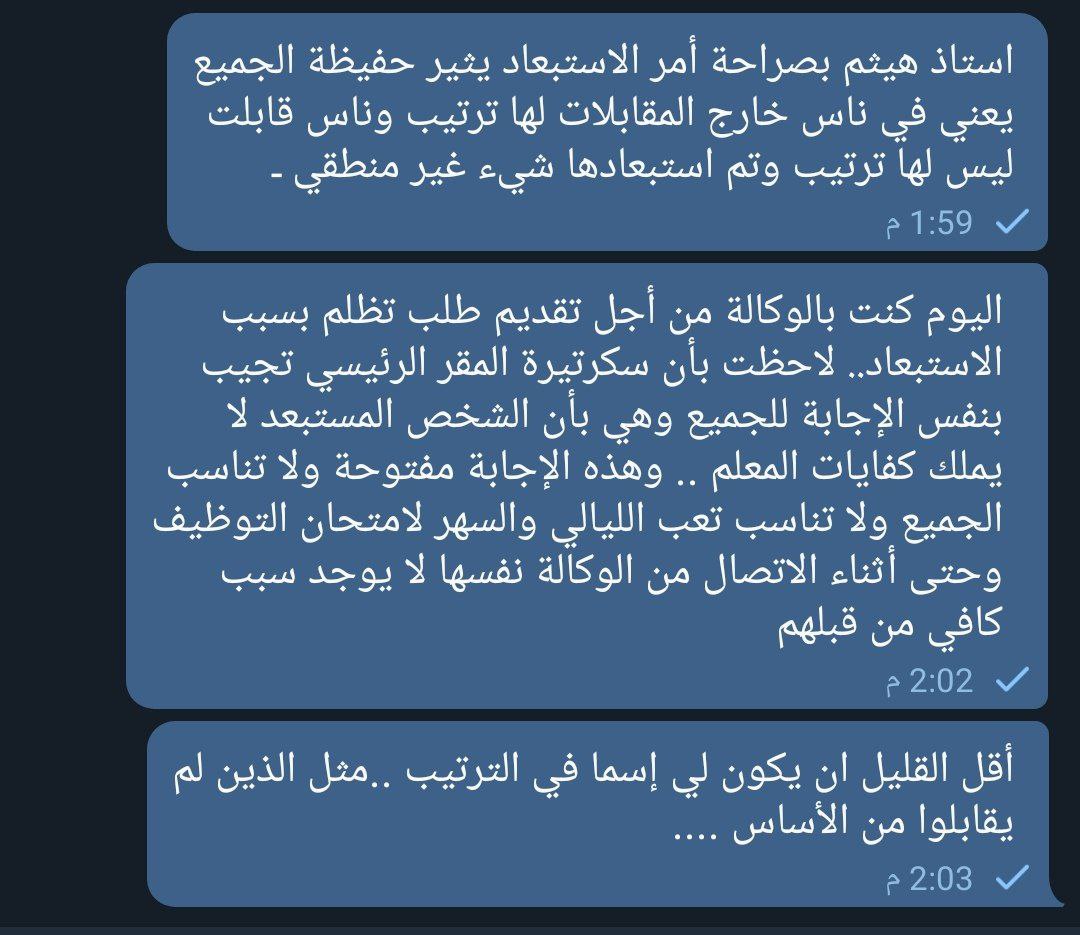 استاذ هيثم بصراحة أمر الاستبعاد يثير حفيظة الجميع
يعني في ناس خارج المقابلات لها ترتيب وناس قابلت
ليس لها ترتيب وتم استبعادها شيء غير منطقي ـ
1:59 م
اليوم كنت بالوكالة من أجل تقديم طلب تظلم بسبب
الاستبعاد.. لاحظت بأن سكرتيرة المقر الرئيسي تجيب
بنفس الإجابة للجميع وهي بأن الشخص المستبعد لا
يملك كفايات المعلم .. وهذه الإجابة مفتوحة ولا تناسب
الجميع ولا تناسب تعب الليالي والسهر لامتحان التوظيف
وحتى أثناء الاتصال من الوكالة نفسها لا يوجد سبب
كافي من قبلهم
2:02 م
أقل القليل ان يكون لي إسما في الترتيب ..مثل الذين لم
يقابلوا من الأساس ....
2:03 م